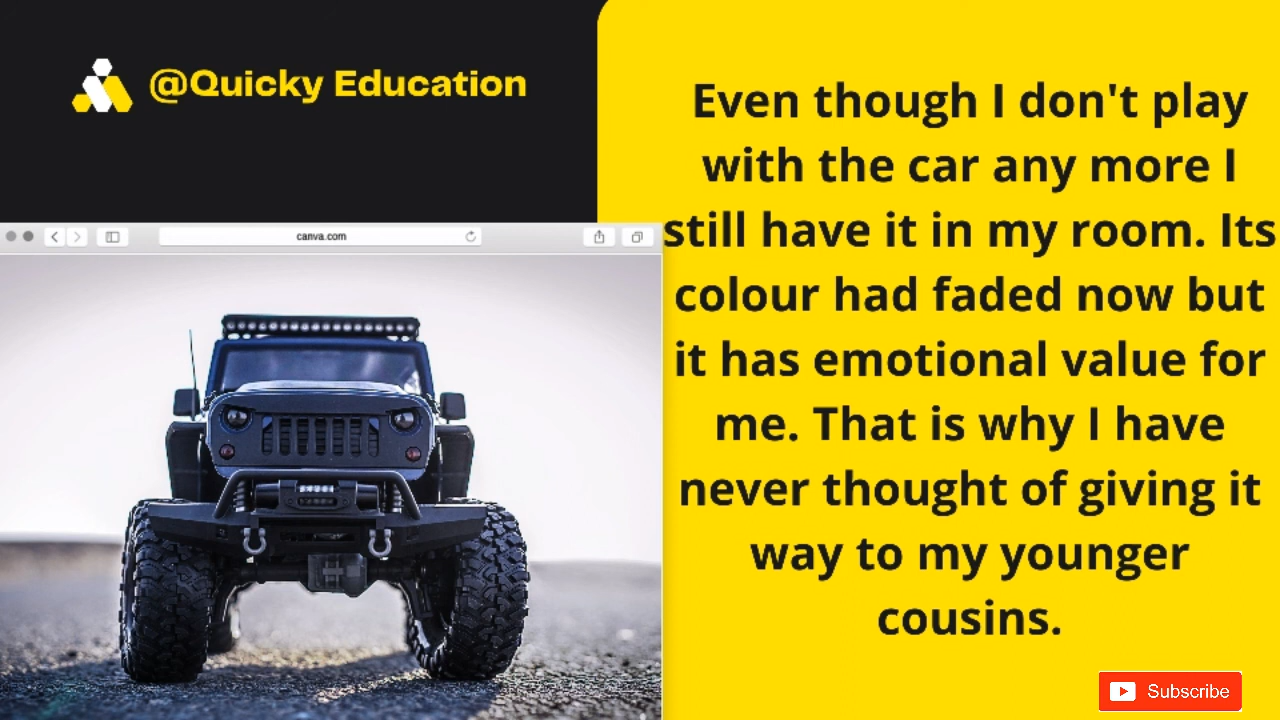 @Quicky Education
Even though I don't play
with the car any more I
still have it in my room. Its
colour had faded now but
it has emotional value for
me. That is why I have
never thought of giving it
way to my younger
cousins.
canva.com
Subscribe